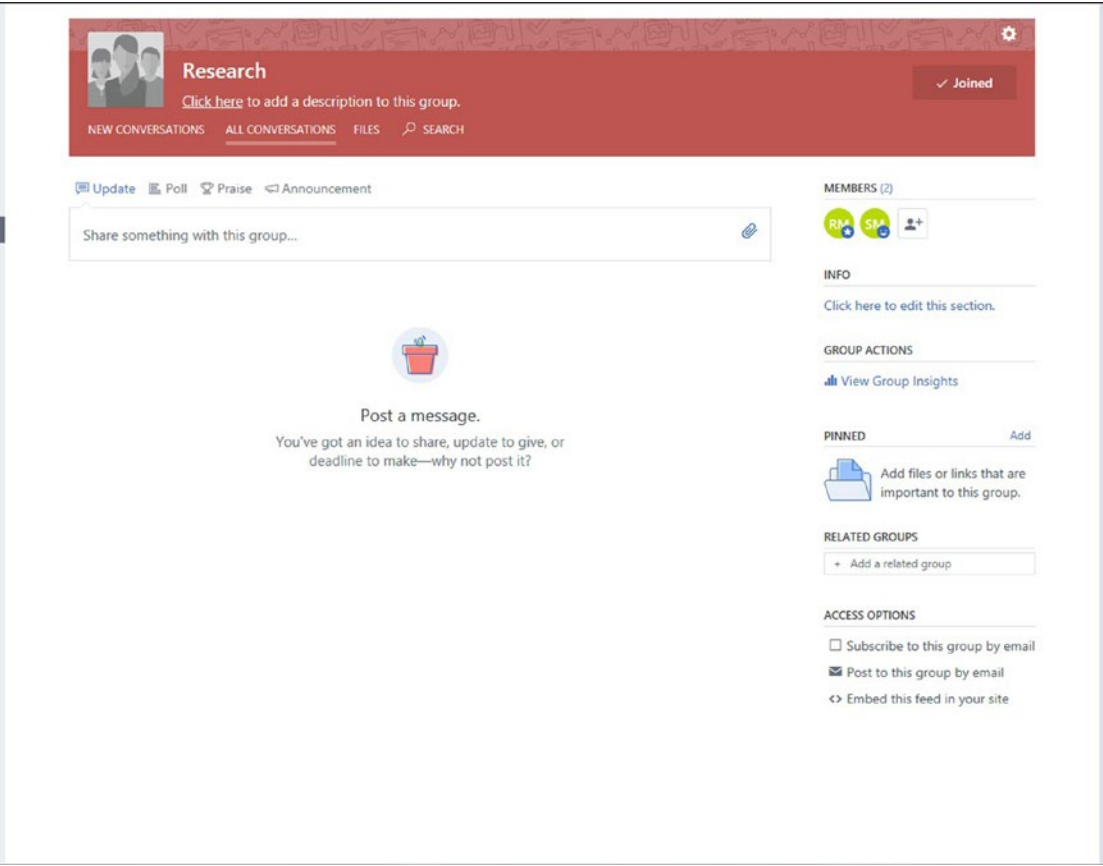 Research
Click here to add a description to this group.
✓ Joined
NEW CONVERSATIONS ALL CONVERSATIONS FILES SEARCH
Update Poll Praise Announcement
Share something with this group...
Post a message.
You've got an idea to share, update to give, or
deadline to make—why not post it?
MEMBERS (2)
RM SM
INFO
Click here to edit this section.
GROUP ACTIONS
View Group Insights
PINNED Add
Add files or links that are
important to this group.
RELATED GROUPS
+ Add a related group
ACCESS OPTIONS
Subscribe to this group by email
Post to this group by email
<> Embed this feed in your site